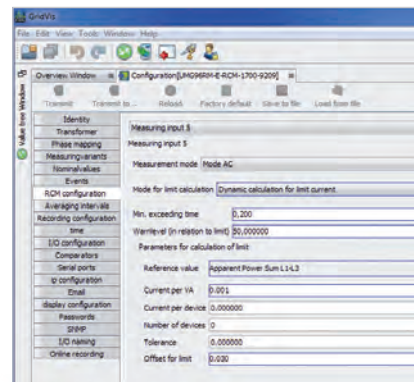 GridVis
File Edit View Tools Window Help
Overview Window Configuration[UMG96RM-E-RCM-1700-9209]
Transmit Transmit to... Reload Factory default Save to file Load from file
Value tree Window
Identity
Transformer
Phase mapping
Measuringvariants
Nominalvalues
Events
RCM configuration
Averaging intervals
Recording configuration
time
I/O configuration
Comparators
Serial ports
ip configuration
Email
display configuration
Passwords
SNMP
I/O naming
Online recording
Measuring input 5
Measuring input 5
Measurement mode Mode AC
Mode for limit calculation Dynamic calculation for limit current
Min. exceeding time 0,200
Warnlevel (in relation to limit) 50,000000
Parameters for calculation of limit
Reference value Apparent Power Sum L1-L3
Current per VA 0.001
Current per device 0.000000
Number of devices 0
Tolerance 0.000000
Offset for limit 0.020